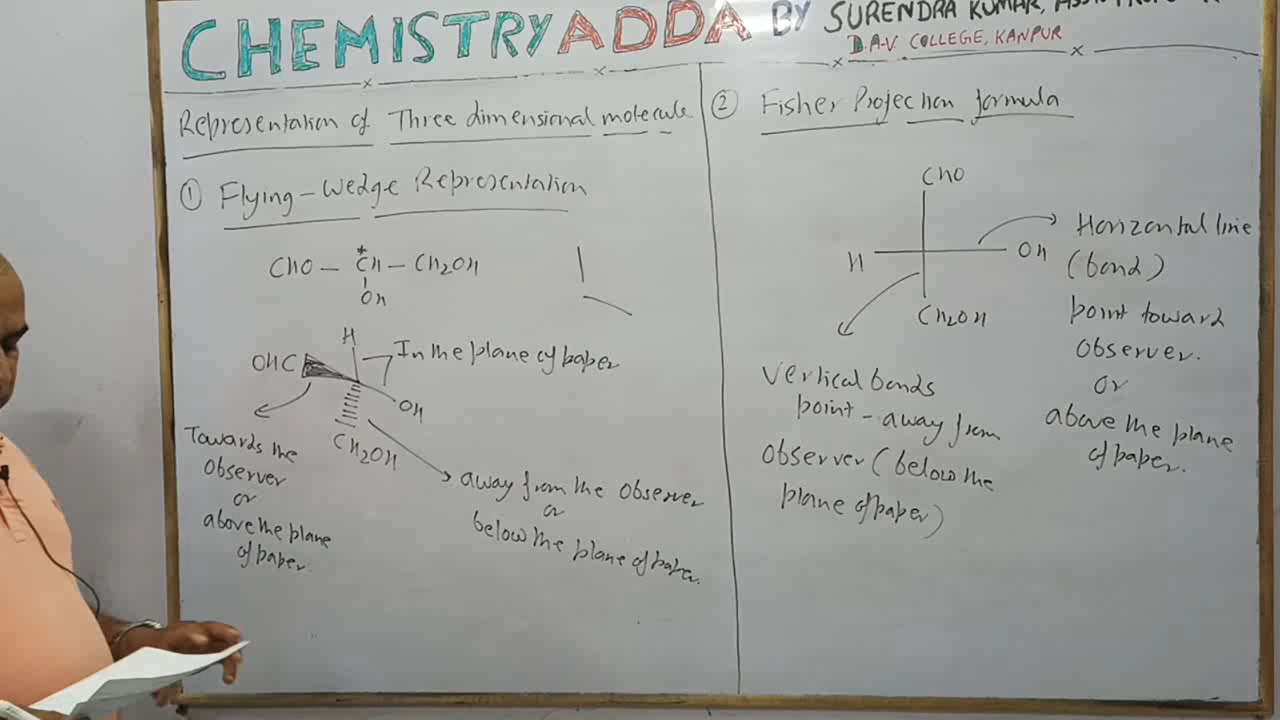 CHEMISTRY ADDA BY SURENDRA KUMAR,
D.A-V COLLEGE, KANPUR
Representation of Three dimensional molecule
① Flying-Wedge Representation
CHO - *CH - CH2OH
OH
H
OHC
In the plane of paper
OH
CH2OH
Towards the
observer
or
above the plane
of paper.
away from the observer
or
below the plane of paper.
② Fisher Projection formula
CHO
H
OH
CH2OH
Horizontal line
(bond)
point toward
observer.
or
above the plane
of paper.
vertical bonds
point - away from
observer (below the
plane of paper)